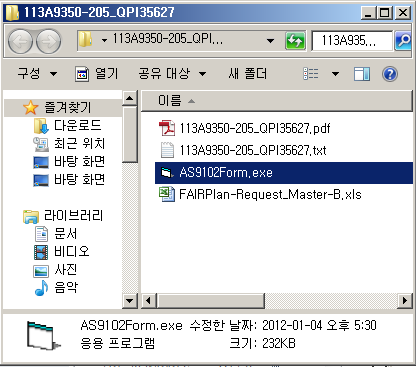 113A9350-205_QPI35627
113A9350-205_QPI...
113A935...
구성
열기
공유 대상
새 폴더
이름
즐겨찾기
다운로드
최근 위치
바탕 화면
바탕 화면
라이브러리
문서
비디오
사진
음악
113A9350-205_QPI35627.pdf
113A9350-205_QPI35627.txt
AS9102Form.exe
FAIRPlan-Request_Master-B.xls
AS9102Form.exe 수정한 날짜: 2012-01-04 오후 5:30
응용 프로그램 크기: 232KB